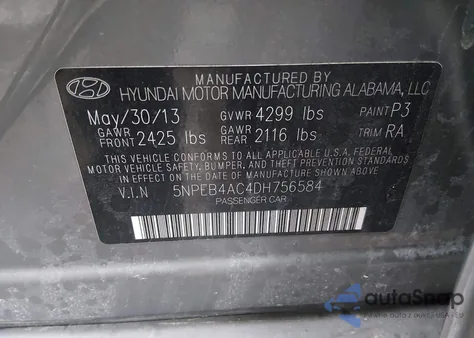 MANUFACTURED BY
HYUNDAI MOTOR MANUFACTURING ALABAMA, LLC
May/30/13 GVWR 4299 lbs PAINT P3
GAWR FRONT 2425 lbs GAWR REAR 2116 lbs TRIM RA
THIS VEHICLE CONFORMS TO ALL APPLICABLE U.S.A. FEDERAL
MOTOR VEHICLE SAFETY, BUMPER, AND THEFT PREVENTION STANDARDS
IN EFFECT ON THE DATE OF MANUFACTURE SHOWN ABOVE.
V.I.N 5NPEB4AC4DH756584
PASSENGER CAR
autoSnap